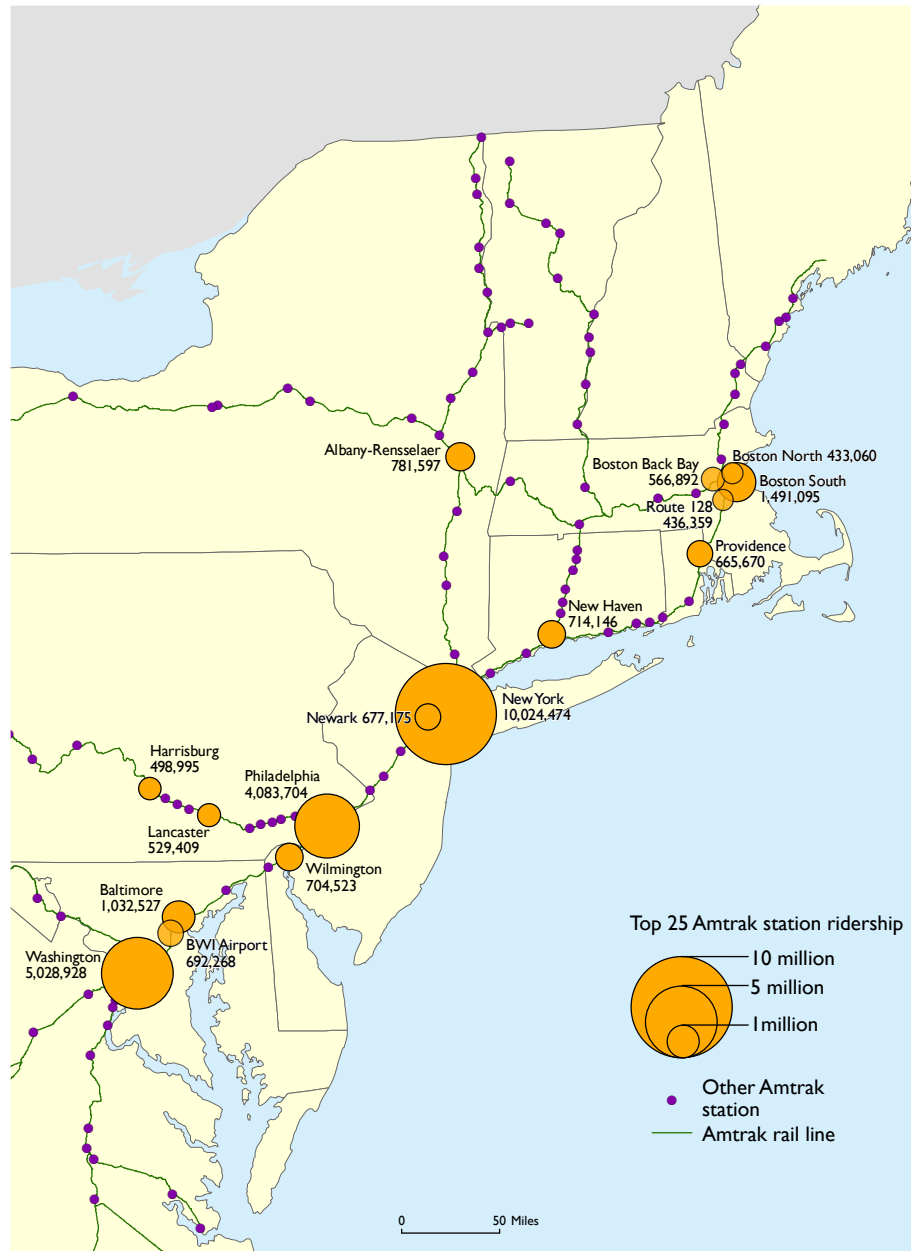 Albany-Rensselaer
781,597
Boston North 433,060
Boston Back Bay
566,892
Boston South
1,491,095
Route 128
436,359
Providence
665,670
New Haven
714,146
New York
10,024,474
Newark 677,175
Harrisburg
498,995
Philadelphia
4,083,704
Lancaster
529,409
Wilmington
704,523
Baltimore
1,032,527
BWI Airport
692,268
Washington
5,028,928
Top 25 Amtrak station ridership
10 million
5 million
1million
Other Amtrak
station
Amtrak rail line
0 50 Miles